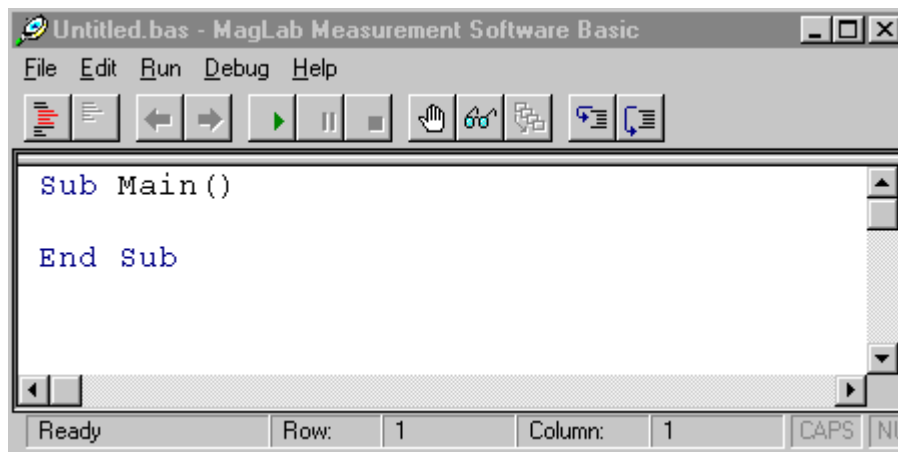 Untitled.bas - MagLab Measurement Software Basic
File Edit Run Debug Help
Sub Main()
End Sub
Ready Row: 1 Column: 1 CAPS